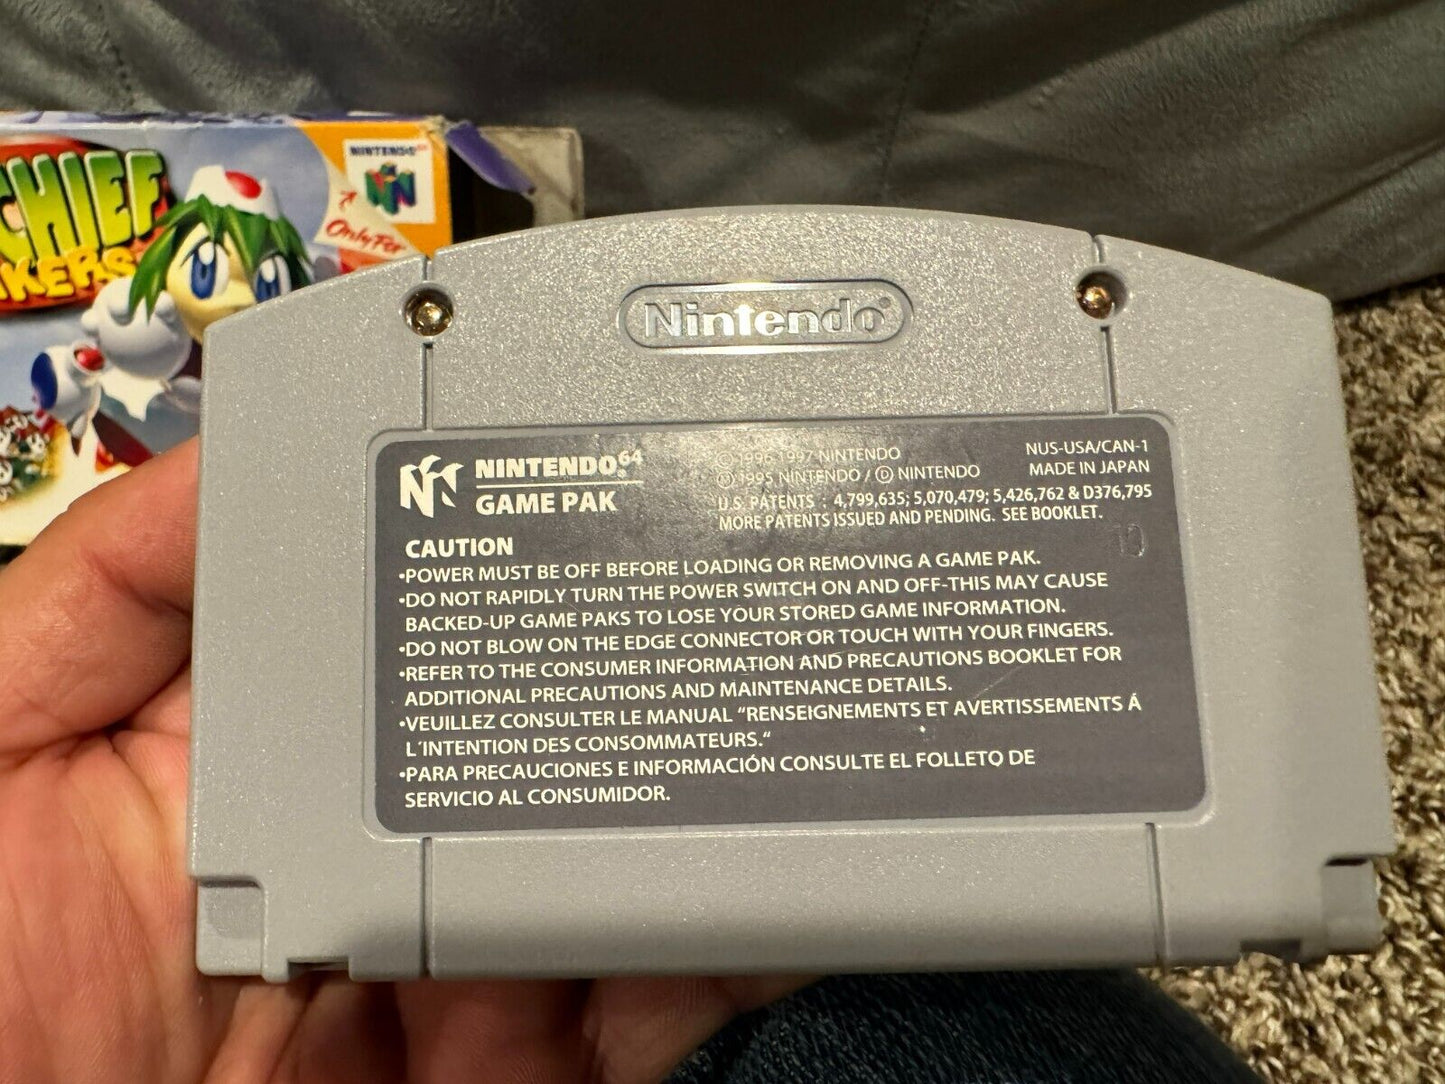 CHIEF
AKERS
NINTENDO64
Only For
Nintendo®
NINTENDO64
GAME PAK
© 1996,1997 NINTENDO
Ⓜ 1995 NINTENDO / Ⓓ NINTENDO
NUS-USA/CAN-1
MADE IN JAPAN
U.S. PATENTS : 4,799,635; 5,070,479; 5,426,762 & D376,795
MORE PATENTS ISSUED AND PENDING. SEE BOOKLET.
10
CAUTION
•POWER MUST BE OFF BEFORE LOADING OR REMOVING A GAME PAK.
•DO NOT RAPIDLY TURN THE POWER SWITCH ON AND OFF-THIS MAY CAUSE
BACKED-UP GAME PAKS TO LOSE YOUR STORED GAME INFORMATION.
•DO NOT BLOW ON THE EDGE CONNECTOR OR TOUCH WITH YOUR FINGERS.
•REFER TO THE CONSUMER INFORMATION AND PRECAUTIONS BOOKLET FOR
ADDITIONAL PRECAUTIONS AND MAINTENANCE DETAILS.
•VEUILLEZ CONSULTER LE MANUAL “RENSEIGNEMENTS ET AVERTISSEMENTS Á
L´INTENTION DES CONSOMMATEURS.“
•PARA PRECAUCIONES E INFORMACIÓN CONSULTE EL FOLLETO DE
SERVICIO AL CONSUMIDOR.